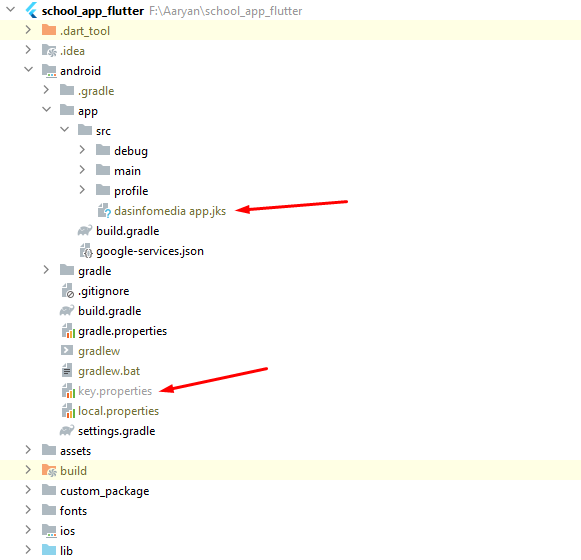 school_app_flutter F:\Aaryan\school_app_flutter
.dart_tool
.idea
android
.gradle
app
src
debug
main
profile
dasinfomedia app.jks
build.gradle
google-services.json
gradle
.gitignore
build.gradle
gradle.properties
gradlew
gradlew.bat
key.properties
local.properties
settings.gradle
assets
build
custom_package
fonts
ios
lib